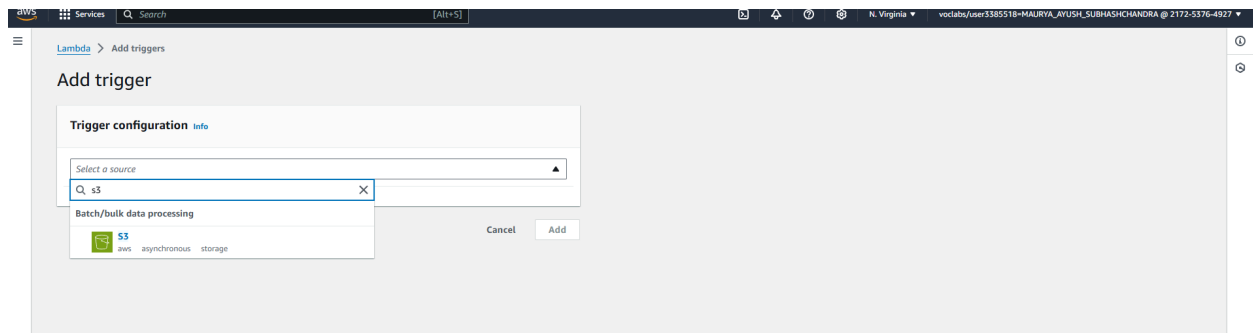 aws Services Search [Alt+S] N. Virginia voclabs/user3385518=MAURYA_AYUSH_SUBHASHCHANDRA @ 2172-5376-4927
Lambda > Add triggers
Add trigger
Trigger configuration Info
Select a source
s3
Batch/bulk data processing
S3
aws asynchronous storage
Cancel Add